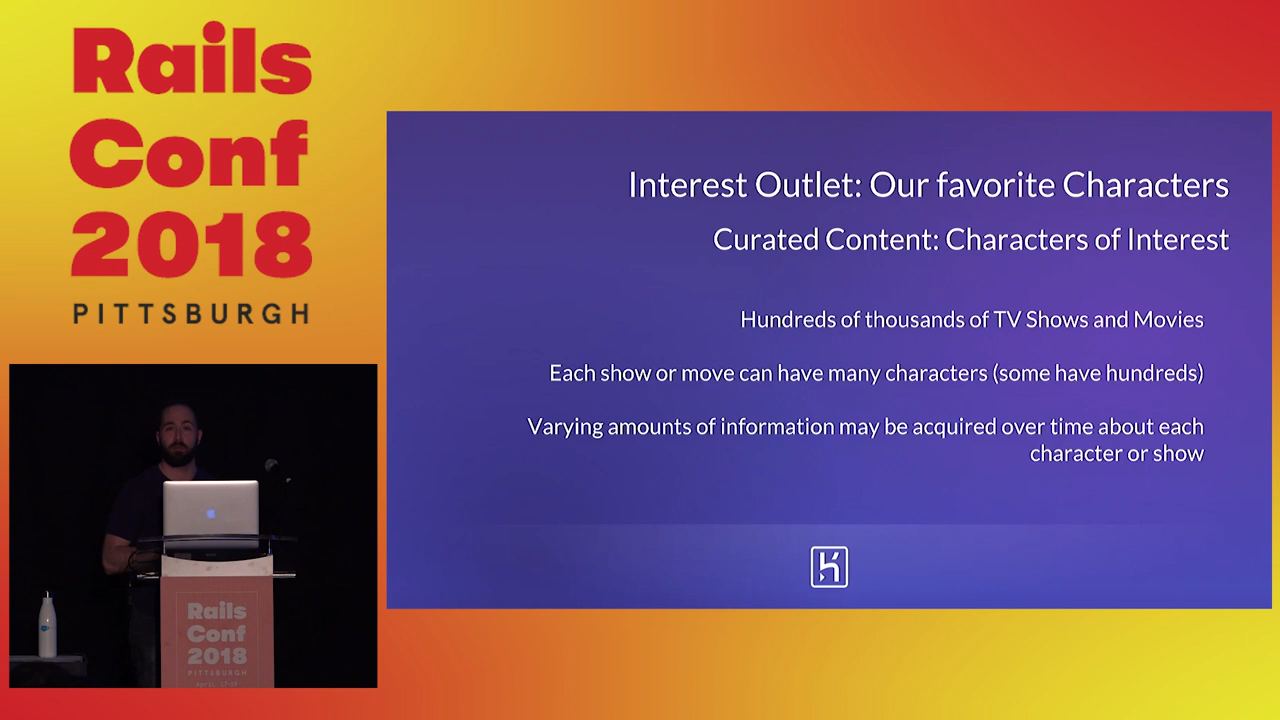 Rails
Conf
2018
PITTSBURGH
Interest Outlet: Our favorite Characters
Curated Content: Characters of Interest
Hundreds of thousands of TV Shows and Movies
Each show or move can have many characters (some have hundreds)
Varying amounts of information may be acquired over time about each
character or show
Rails
Conf
2018
PITTSBURGH